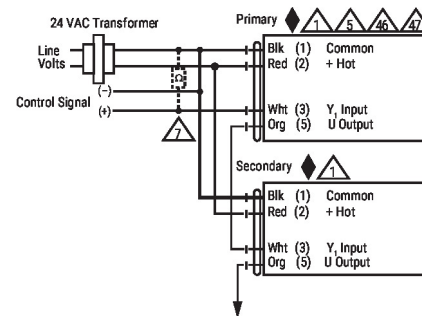 24 VAC Transformer
Primary 1 5 46 47
Line
Volts
Blk (1) Common
Red (2) + Hot
Ω
(–)
Control Signal
(+)
Wht (3) Y, Input
Org (5) U Output
7
Secondary 1
Blk (1) Common
Red (2) + Hot
Wht (3) Y, Input
Org (5) U Output